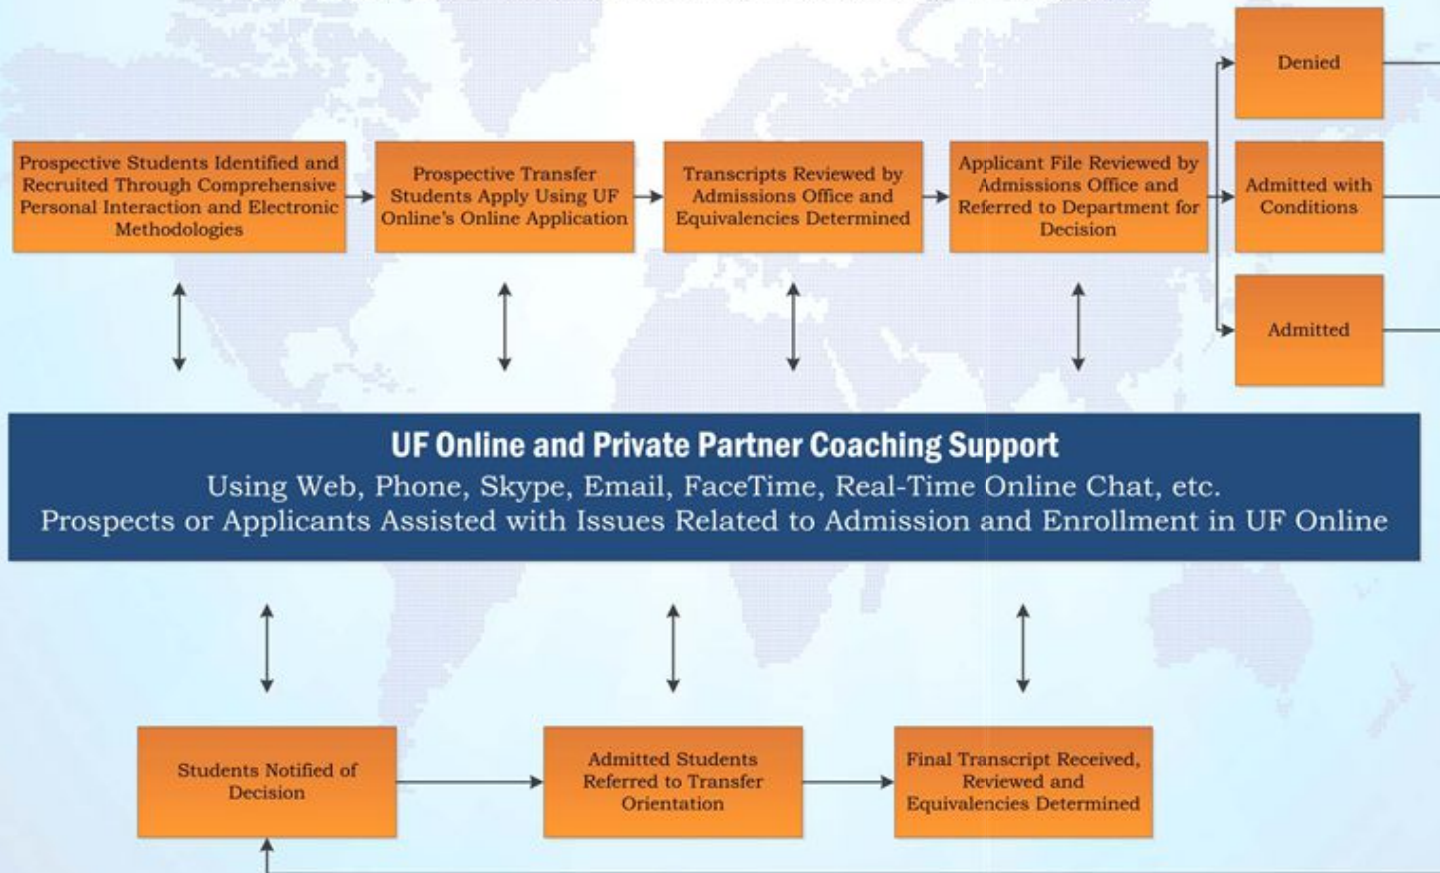 Prospective Students Identified and
Recruited Through Comprehensive
Personal Interaction and Electronic
Methodologies
Prospective Transfer
Students Apply Using UF
Online's Online Application
Transcripts Reviewed by
Admissions Office and
Equivalencies Determined
Applicant File Reviewed by
Admissions Office and
Referred to Department for
Decision
Denied
Admitted with
Conditions
Admitted
UF Online and Private Partner Coaching Support
Using Web, Phone, Skype, Email, FaceTime, Real-Time Online Chat, etc.
Prospects or Applicants Assisted with Issues Related to Admission and Enrollment in UF Online
Students Notified of
Decision
Admitted Students
Referred to Transfer
Orientation
Final Transcript Received,
Reviewed and
Equivalencies Determined